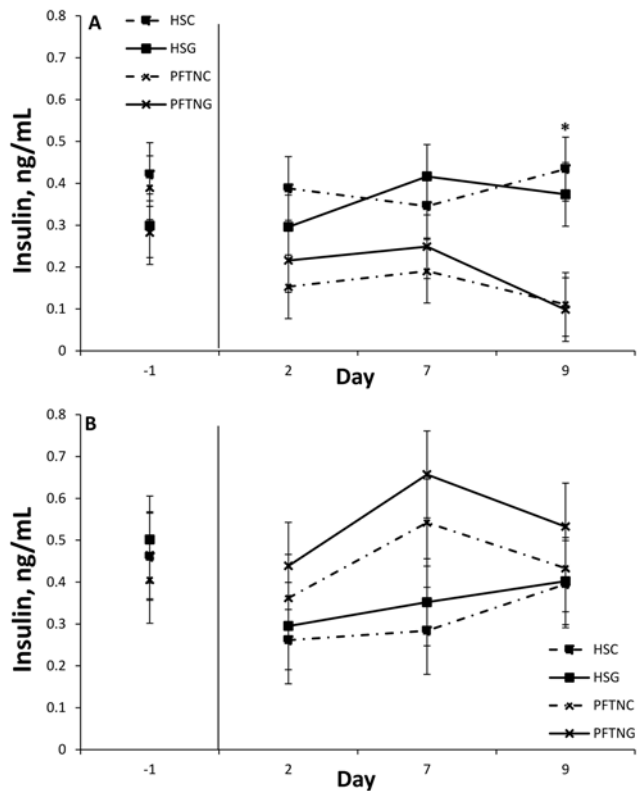 A
HSC
HSG
PFTNC
PFTNG
0.8
0.7
0.6
0.5
0.4
0.3
0.2
0.1
0
Insulin, ng/mL
*
-1
2
7
9
Day
B
0.8
0.7
0.6
0.5
0.4
0.3
0.2
0.1
0
Insulin, ng/mL
HSC
HSG
PFTNC
PFTNG
-1
2
7
9
Day